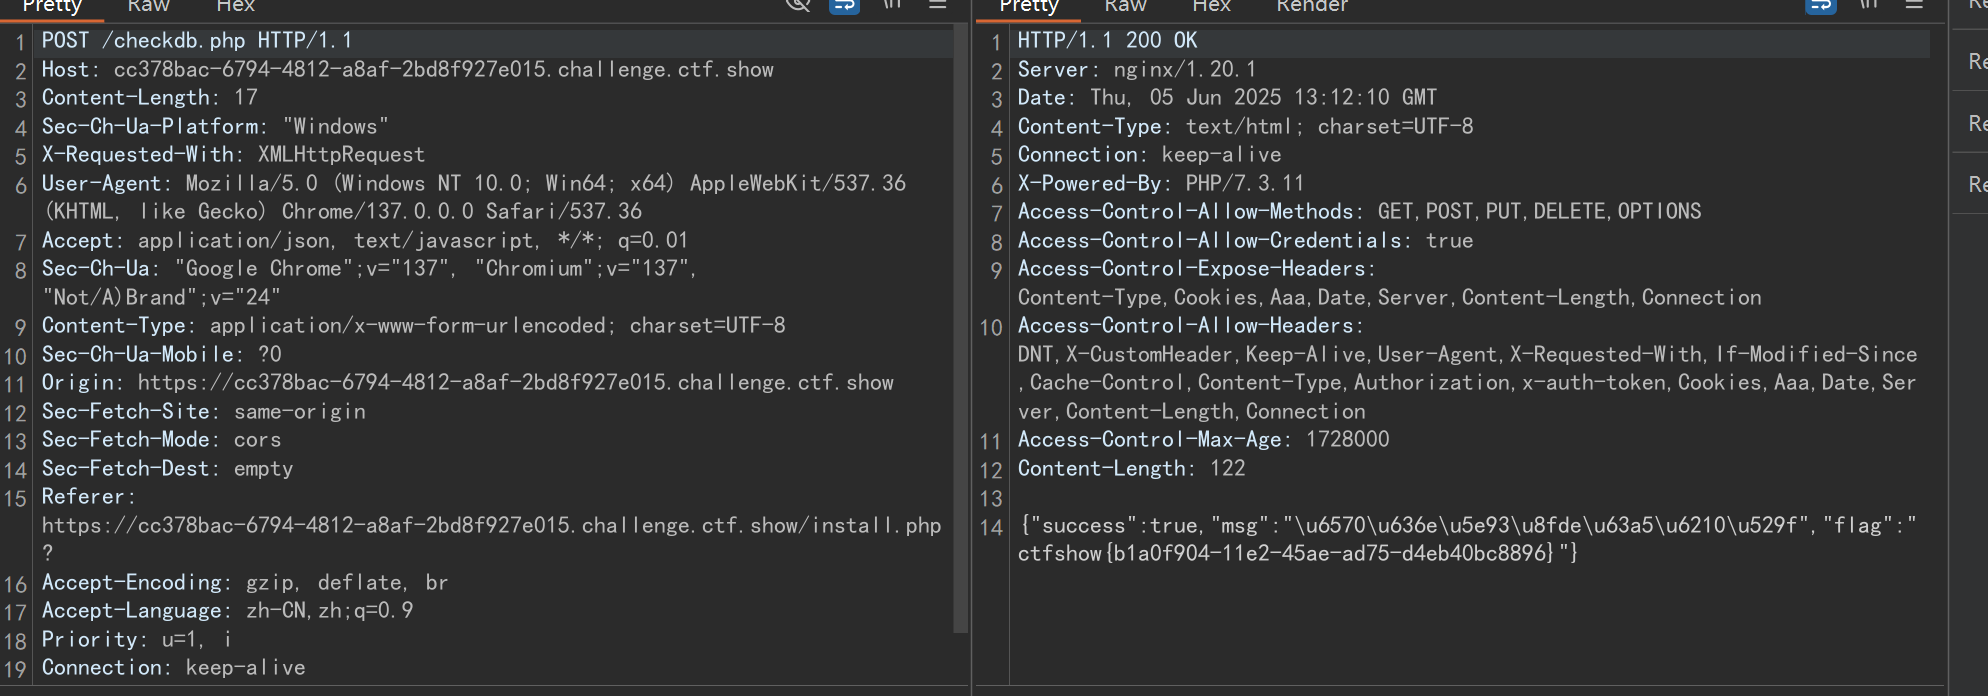 Pretty Raw Hex
1 POST /checkdb.php HTTP/1.1
2 Host: cc378bac-6794-4812-a8af-2bd8f927e015.challenge.ctf.show
3 Content-Length: 17
4 Sec-Ch-Ua-Platform: "Windows"
5 X-Requested-With: XMLHttpRequest
6 User-Agent: Mozilla/5.0 (Windows NT 10.0; Win64; x64) AppleWebKit/537.36
(KHTML, like Gecko) Chrome/137.0.0.0 Safari/537.36
7 Accept: application/json, text/javascript, */*; q=0.01
8 Sec-Ch-Ua: "Google Chrome";v="137", "Chromium";v="137",
"Not/A)Brand";v="24"
9 Content-Type: application/x-www-form-urlencoded; charset=UTF-8
10 Sec-Ch-Ua-Mobile: ?0
11 Origin: https://cc378bac-6794-4812-a8af-2bd8f927e015.challenge.ctf.show
12 Sec-Fetch-Site: same-origin
13 Sec-Fetch-Mode: cors
14 Sec-Fetch-Dest: empty
15 Referer:
https://cc378bac-6794-4812-a8af-2bd8f927e015.challenge.ctf.show/install.php
?
16 Accept-Encoding: gzip, deflate, br
17 Accept-Language: zh-CN,zh;q=0.9
18 Priority: u=1, i
19 Connection: keep-alive
Pretty Raw Hex Render
1 HTTP/1.1 200 OK
2 Server: nginx/1.20.1
3 Date: Thu, 05 Jun 2025 13:12:10 GMT
4 Content-Type: text/html; charset=UTF-8
5 Connection: keep-alive
6 X-Powered-By: PHP/7.3.11
7 Access-Control-Allow-Methods: GET,POST,PUT,DELETE,OPTIONS
8 Access-Control-Allow-Credentials: true
9 Access-Control-Expose-Headers:
Content-Type,Cookies,Aaa,Date,Server,Content-Length,Connection
10 Access-Control-Allow-Headers:
DNT,X-CustomHeader,Keep-Alive,User-Agent,X-Requested-With,If-Modified-Since
,Cache-Control,Content-Type,Authorization,x-auth-token,Cookies,Aaa,Date,Ser
ver,Content-Length,Connection
11 Access-Control-Max-Age: 1728000
12 Content-Length: 122
13
14 {"success":true,"msg":"\u6570\u636e\u5e93\u8fde\u63a5\u6210\u529f","flag":"
ctfshow{b1a0f904-11e2-45ae-ad75-d4eb40bc8896}"}